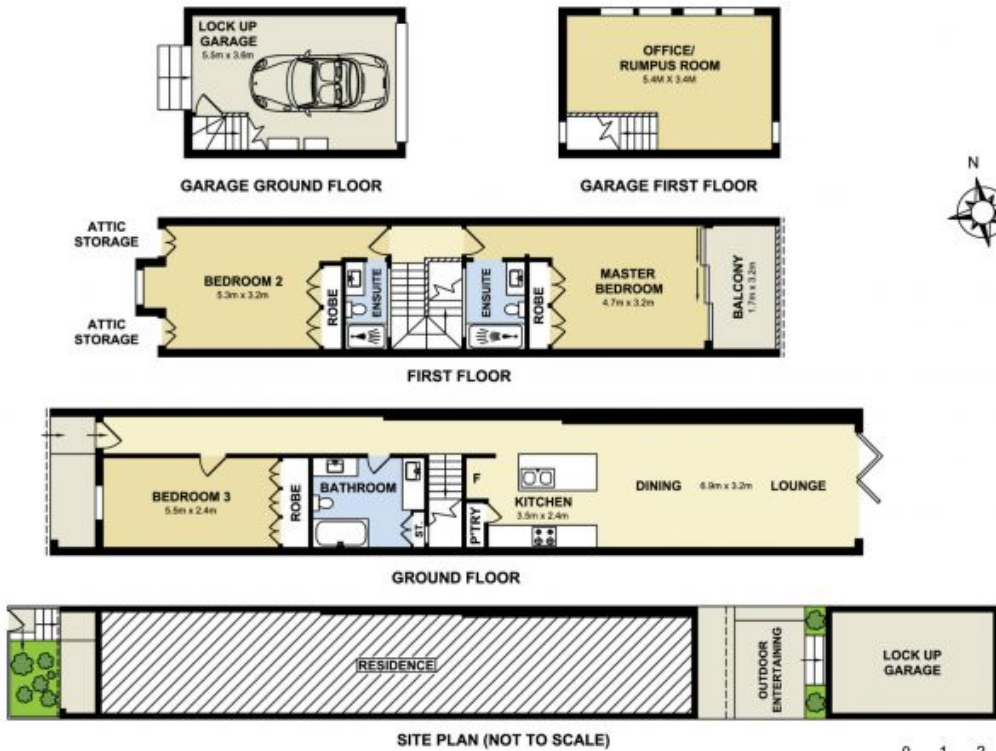 LOCK UP
GARAGE
5.5m x 3.6m
GARAGE GROUND FLOOR
OFFICE/
RUMPUS ROOM
5.4M X 3.4M
GARAGE FIRST FLOOR
N
ATTIC
STORAGE
ATTIC
STORAGE
BEDROOM 2
5.3m x 3.2m
ROBE
ENSUITE
ENSUITE
ROBE
MASTER
BEDROOM
4.7m x 3.2m
BALCONY
1.7m x 3.2m
FIRST FLOOR
BEDROOM 3
5.5m x 2.4m
ROBE
BATHROOM
ST.
F
P'TRY
KITCHEN
3.5m x 2.4m
DINING 6.9m x 3.2m LOUNGE
GROUND FLOOR
RESIDENCE
OUTDOOR
ENTERTAINING
LOCK UP
GARAGE
SITE PLAN (NOT TO SCALE)